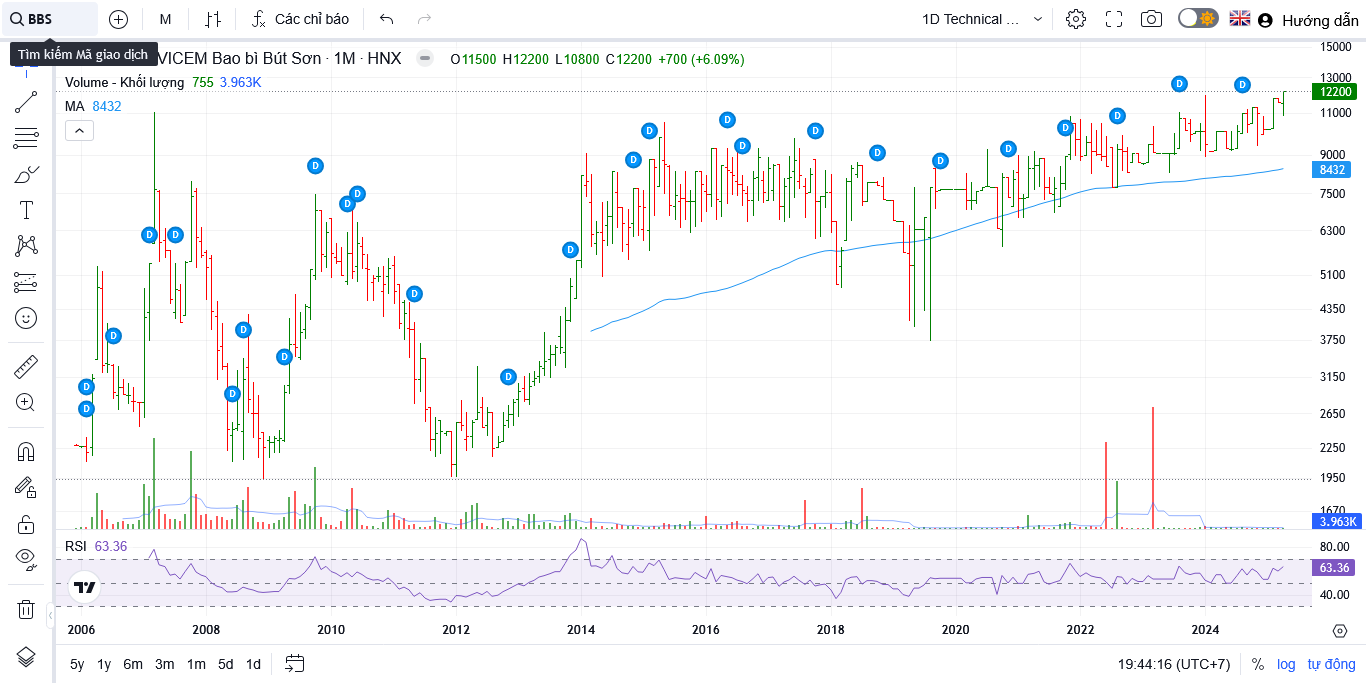 BBS
M
Các chỉ báo
1D Technical ...
Hướng dẫn
Tìm kiếm Mã giao dịch
VICEM Bao bì Bút Sơn · 1M · HNX
O11500 H12200 L10800 C12200 +700 (+6.09%)
Volume - Khối lượng 755 3.963K
MA 8432
15000
13000
12200
11000
9000
8432
7500
6300
5100
4350
3750
3150
2650
2250
1950
1670
3.963K
D D D D D D D D D D D D D D D D D D D D D D D D D D
RSI 63.36
80.00
63.36
40.00
2006 2008 2010 2012 2014 2016 2018 2020 2022 2024
5y 1y 6m 3m 1m 5d 1d
19:44:16 (UTC+7) % log tự động